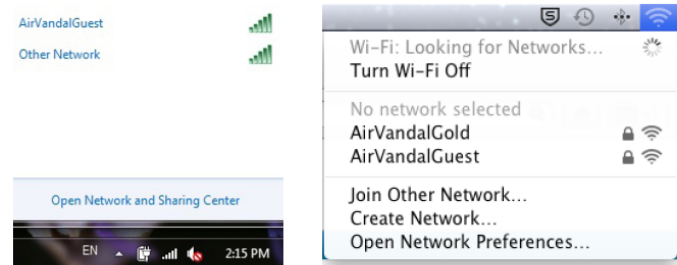 AirVandalGuest
Other Network
Open Network and Sharing Center
EN
2:15 PM
S
Wi-Fi: Looking for Networks...
Turn Wi-Fi Off
No network selected
AirVandalGold
AirVandalGuest
Join Other Network...
Create Network...
Open Network Preferences...